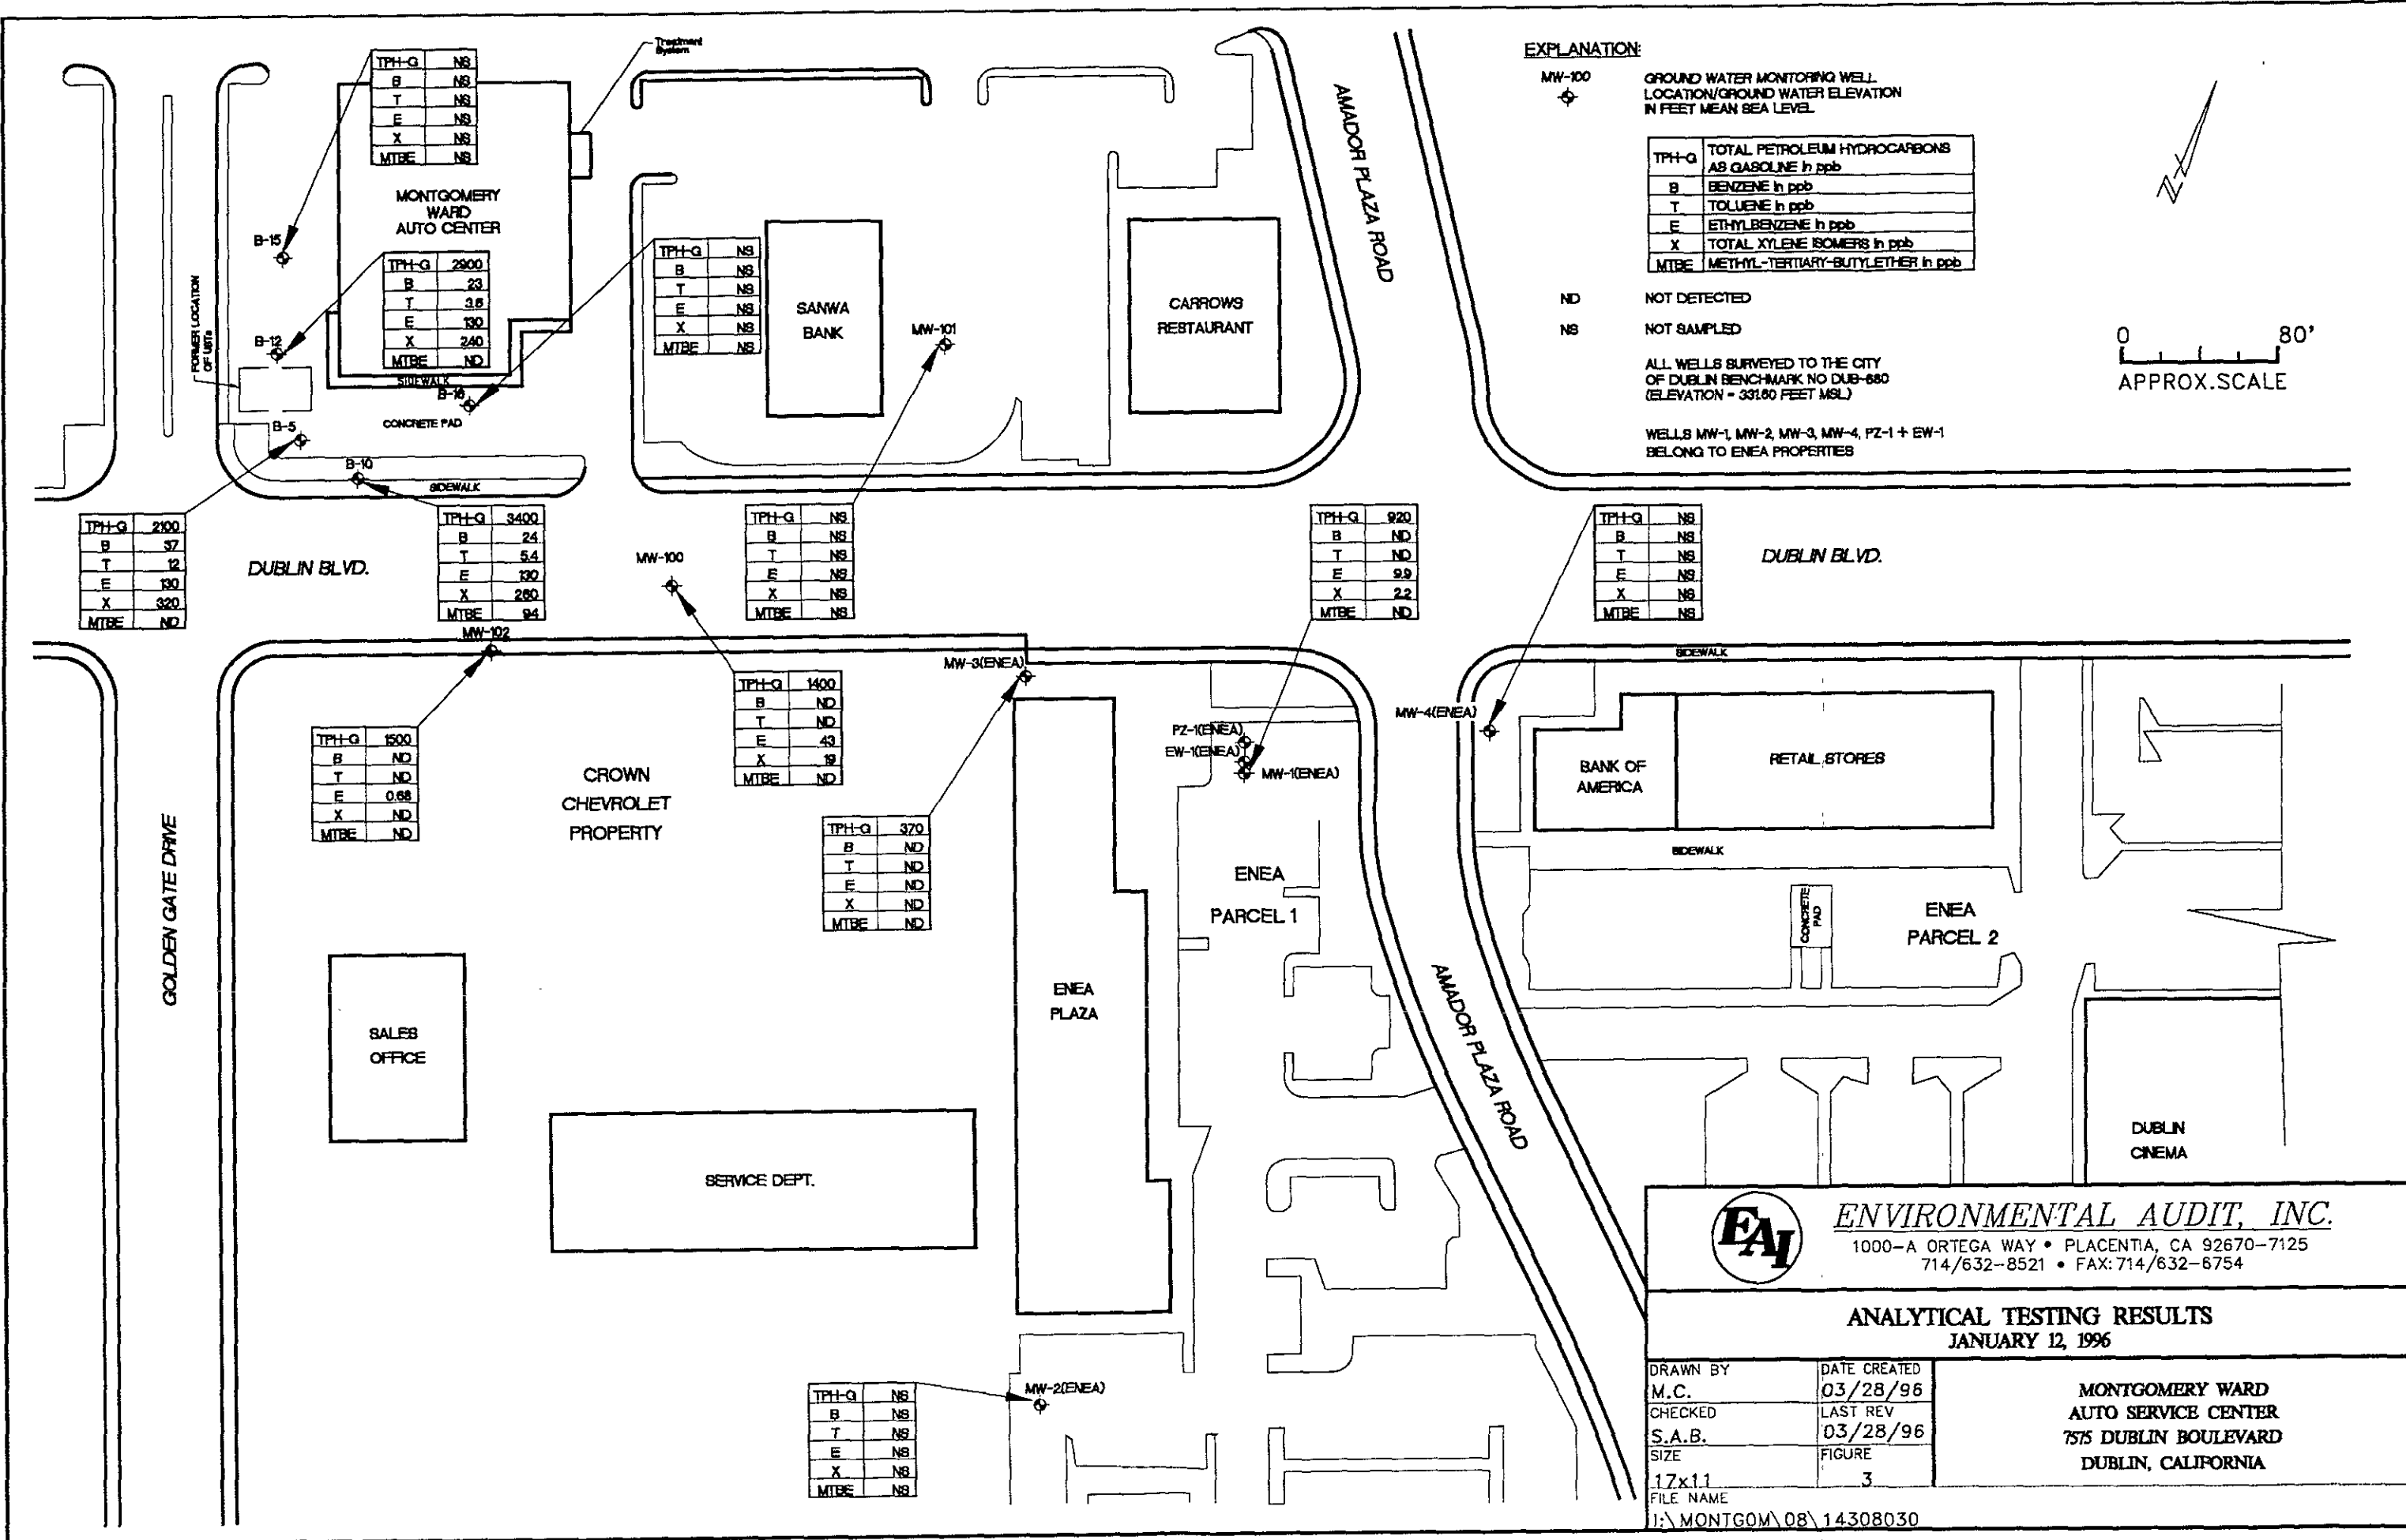 Treatment
System
TPH-G NS
B NS
T NS
E NS
X NS
MTBE NS
MONTGOMERY
WARD
AUTO CENTER
B-15
TPH-G 2900
B 23
T 3.6
E 130
X 240
MTBE ND
B-12
FORMER LOCATION
OF USTs
SIDEWALK
B-16
CONCRETE PAD
B-5
B-10
SIDEWALK
TPH-G NS
B NS
T NS
E NS
X NS
MTBE NS
SANWA
BANK
MW-101
CARROWS
RESTAURANT
AMADOR PLAZA ROAD
EXPLANATION:
MW-100
GROUND WATER MONITORING WELL
LOCATION/GROUND WATER ELEVATION
IN FEET MEAN SEA LEVEL
TPH-G TOTAL PETROLEUM HYDROCARBONS
AS GASOLINE in ppb
B BENZENE in ppb
T TOLUENE in ppb
E ETHYLBENZENE in ppb
X TOTAL XYLENE ISOMERS in ppb
MTBE METHYL-TERTIARY-BUTYLETHER in ppb
ND NOT DETECTED
NS NOT SAMPLED
ALL WELLS SURVEYED TO THE CITY
OF DUBLIN BENCHMARK NO DUB-680
(ELEVATION = 331.60 FEET MSL)
WELLS MW-1, MW-2, MW-3, MW-4, PZ-1 + EW-1
BELONG TO ENEA PROPERTIES
N
0 80'
APPROX.SCALE
TPH-G 2100
B 37
T 12
E 130
X 320
MTBE ND
DUBLIN BLVD.
TPH-G 3400
B 24
T 5.4
E 130
X 260
MTBE 94
MW-100
TPH-G NS
B NS
T NS
E NS
X NS
MTBE NS
TPH-G 920
B ND
T ND
E 9.9
X 2.2
MTBE ND
TPH-G NS
B NS
T NS
E NS
X NS
MTBE NS
DUBLIN BLVD.
MW-102
MW-3(ENEA)
SIDEWALK
TPH-G 1500
B ND
T ND
E 0.68
X ND
MTBE ND
CROWN
CHEVROLET
PROPERTY
TPH-G 1400
B ND
T ND
E 43
X 19
MTBE ND
TPH-G 370
B ND
T ND
E ND
X ND
MTBE ND
PZ-1(ENEA)
EW-1(ENEA)
MW-1(ENEA)
MW-4(ENEA)
BANK OF
AMERICA
RETAIL STORES
SIDEWALK
GOLDEN GATE DRIVE
ENEA
PARCEL 1
CONCRETE
PAD
ENEA
PARCEL 2
SALES
OFFICE
ENEA
PLAZA
AMADOR PLAZA ROAD
SERVICE DEPT.
DUBLIN
CINEMA
TPH-G NS
B NS
T NS
E NS
X NS
MTBE NS
MW-2(ENEA)
EAI
ENVIRONMENTAL AUDIT, INC.
1000-A ORTEGA WAY • PLACENTIA, CA 92670-7125
714/632-8521 • FAX: 714/632-6754
ANALYTICAL TESTING RESULTS
JANUARY 12, 1996
DRAWN BY
M.C.
DATE CREATED
03/28/96
CHECKED
S.A.B.
LAST REV
03/28/96
SIZE
17x11
FIGURE
3
MONTGOMERY WARD
AUTO SERVICE CENTER
7575 DUBLIN BOULEVARD
DUBLIN, CALIFORNIA
FILE NAME
I:\MONTGOM\08\14308030